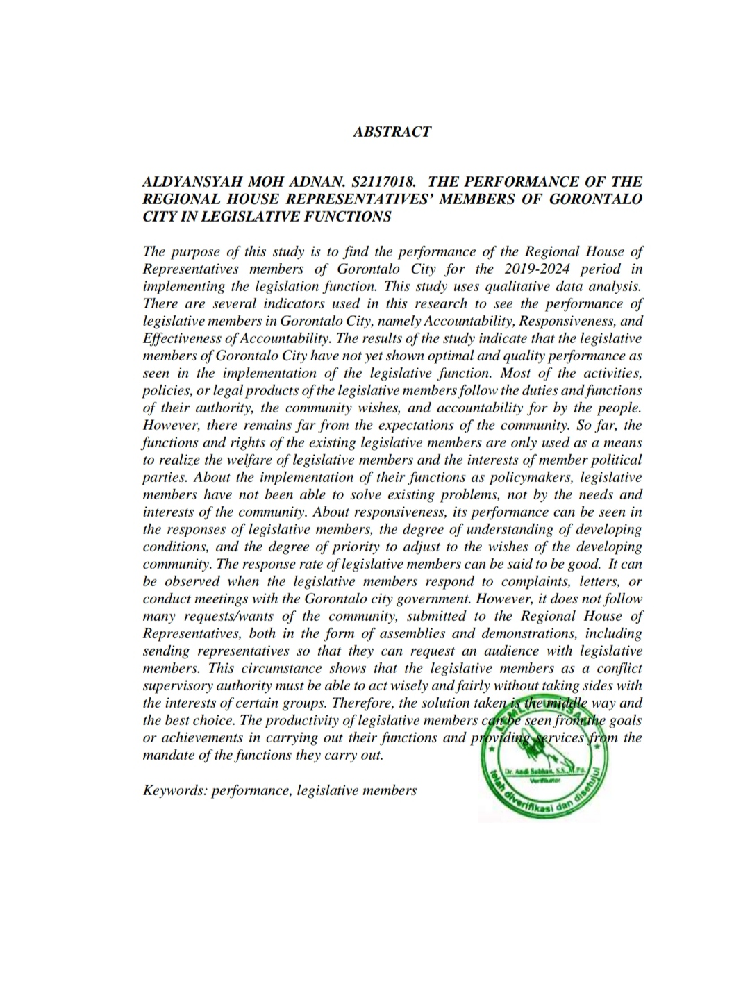 ABSTRACT
ALDYANSYAH MOH ADNAN. S2117018. THE PERFORMANCE OF THE
REGIONAL HOUSE REPRESENTATIVES’ MEMBERS OF GORONTALO
CITY IN LEGISLATIVE FUNCTIONS
The purpose of this study is to find the performance of the Regional House of
Representatives members of Gorontalo City for the 2019-2024 period in
implementing the legislation function. This study uses qualitative data analysis.
There are several indicators used in this research to see the performance of
legislative members in Gorontalo City, namely Accountability, Responsiveness, and
Effectiveness of Accountability. The results of the study indicate that the legislative
members of Gorontalo City have not yet shown optimal and quality performance as
seen in the implementation of the legislative function. Most of the activities,
policies, or legal products of the legislative members follow the duties and functions
of their authority, the community wishes, and accountability for by the people.
However, there remains far from the expectations of the community. So far, the
functions and rights of the existing legislative members are only used as a means
to realize the welfare of legislative members and the interests of member political
parties. About the implementation of their functions as policymakers, legislative
members have not been able to solve existing problems, not by the needs and
interests of the community. About responsiveness, its performance can be seen in
the responses of legislative members, the degree of understanding of developing
conditions, and the degree of priority to adjust to the wishes of the developing
community. The response rate of legislative members can be said to be good. It can
be observed when the legislative members respond to complaints, letters, or
conduct meetings with the Gorontalo city government. However, it does not follow
many requests/wants of the community, submitted to the Regional House of
Representatives, both in the form of assemblies and demonstrations, including
sending representatives so that they can request an audience with legislative
members. This circumstance shows that the legislative members as a conflict
supervisory authority must be able to act wisely and fairly without taking sides with
the interests of certain groups. Therefore, the solution taken is the middle way and
the best choice. The productivity of legislative members can be seen from the goals
or achievements in carrying out their functions and providing services from the
mandate of the functions they carry out.
Keywords: performance, legislative members
LEMLIT UNISAN
Dr. Andi Subhan, S.S., M.Pd.
Verifikator
telah diverifikasi dan disetujui